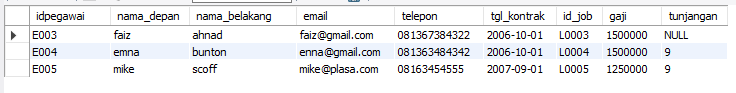 idpegawai nama_depan nama_belakang email telepon tgl_kontrak id_job gaji tunjangan
E003 faiz ahnad faiz@gmail.com 081367384322 2006-10-01 L0003 1500000 NULL
E004 emna bunton enna@gmail.com 081363484342 2006-10-01 L0004 1500000 9
E005 mike scoff mike@plasa.com 08163454555 2007-09-01 L0005 1250000 9